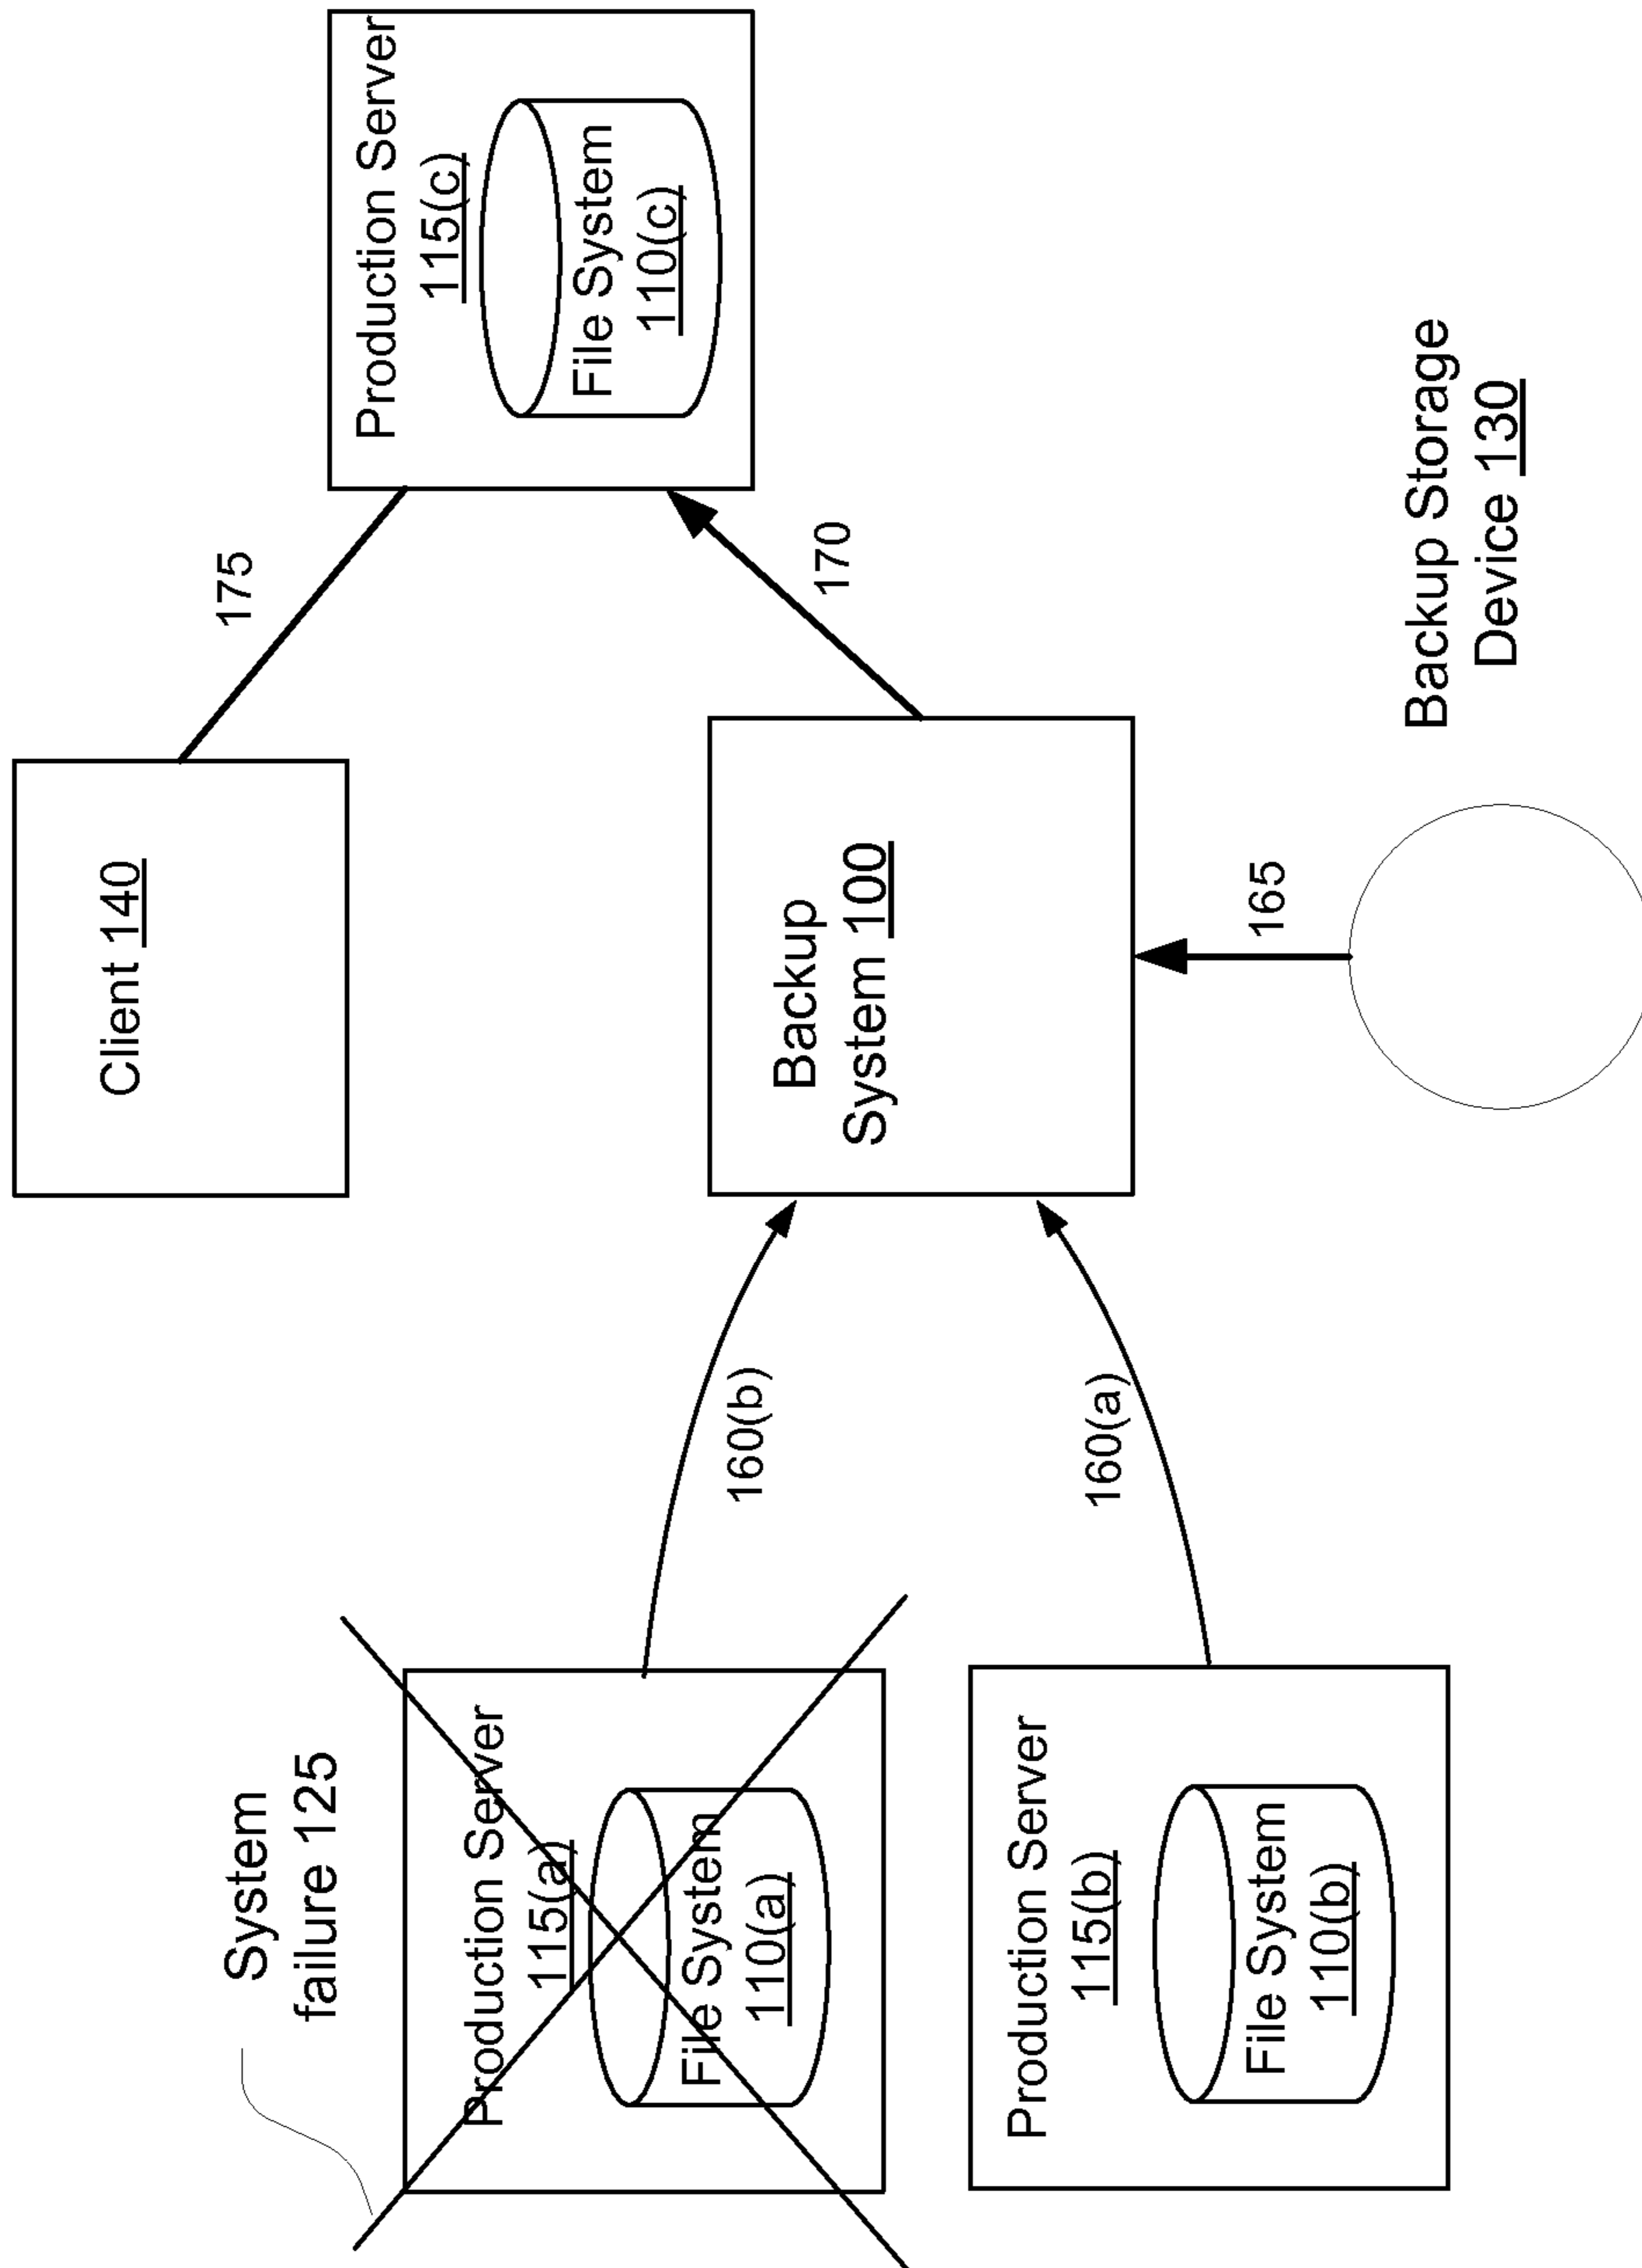 System
failure 125
Production Server
115(a)
File System
110(a)
Production Server
115(b)
File System
110(b)
160(b)
160(a)
Client 140
Backup
System 100
165
Backup Storage
Device 130
175
170
Production Server
115(c)
File System
110(c)